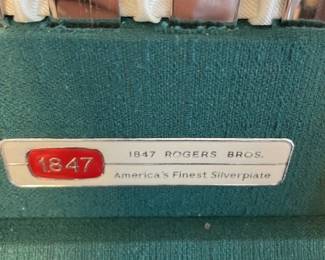 1847
1847 ROGERS BROS.
America's Finest Silverplate